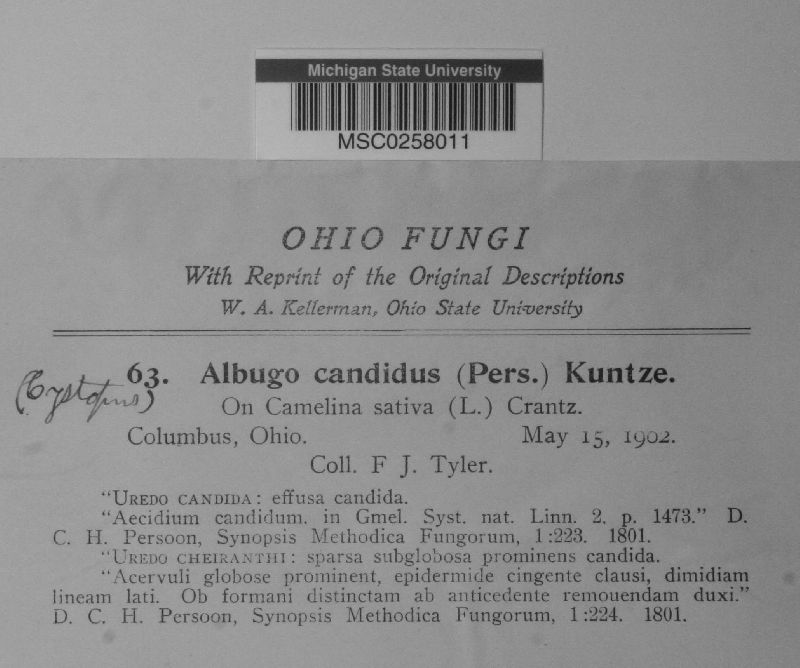 Michigan State University
MSC0258011
OHIO FUNGI
With Reprint of the Original Descriptions
W. A. Kellerman, Ohio State University
63. Albugo candidus (Pers.) Kuntze.
(Cystopus)
On Camelina sativa (L.) Crantz.
Columbus, Ohio. May 15, 1902.
Coll. F J. Tyler.
"UREDO CANDIDA: effusa candida.
"Aecidium candidum. in Gmel. Syst. nat. Linn. 2. p. 1473." D.
C. H. Persoon, Synopsis Methodica Fungorum, 1:223. 1801.
"UREDO CHEIRANTHI: sparsa subglobosa prominens candida.
"Acervuli globose prominent, epidermide cingente clausi, dimidiam
lineam lati. Ob formani distinctam ab anticedente remouendam duxi."
D. C. H. Persoon, Synopsis Methodica Fungorum, 1:224. 1801.